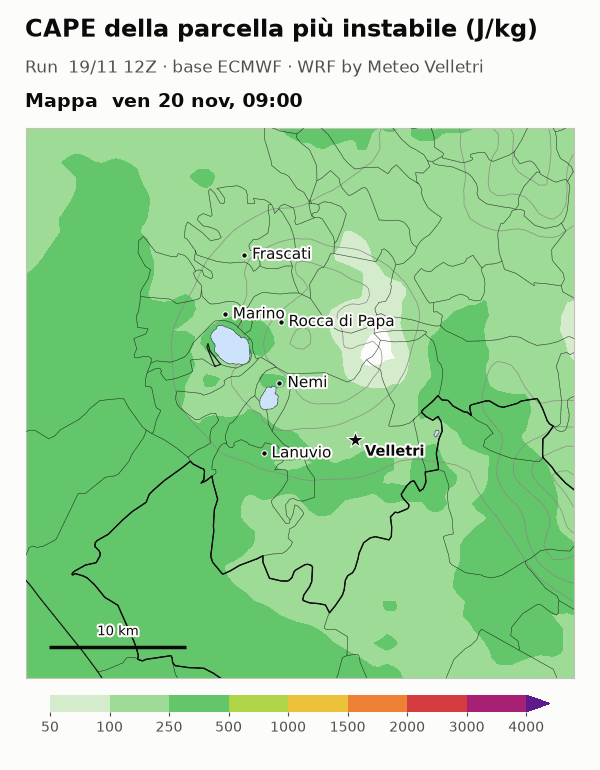 CAPE della parcella più instabile (J/kg)
Run  19/11 12Z · base ECMWF · WRF by Meteo Velletri
Mappa  ven 20 nov, 09:00
Frascati
Marino
Rocca di Papa
Nemi
Velletri
Lanuvio
10 km
50 100 250 500 1000 1500 2000 3000 4000